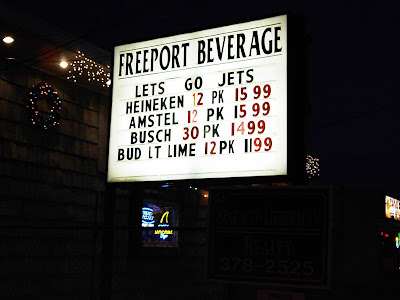 FREEPORT BEVERAGE
LETS GO JETS
HEINEKEN 12 PK 15 99
AMSTEL 12 PK 15 99
BUSCH 30 PK 14 99
BUD LT LIME 12 PK 11 99
REALTY
378-2525